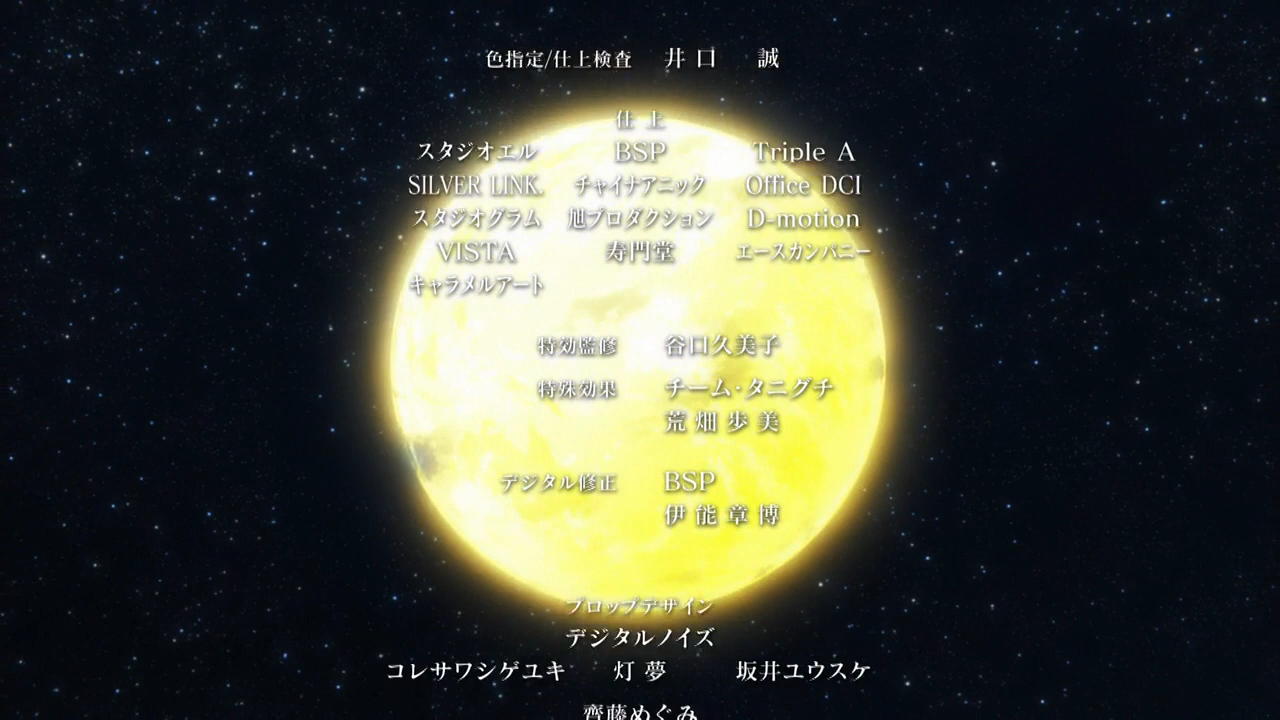 色指定/仕上検査 井口 誠
仕上
スタジオエル BSP Triple A
SILVER LINK. チャイナアニック Office DCI
スタジオグラム 旭プロダクション D-motion
VISTA 寿門堂 エースカンパニー
キャラメルアート
特効監修 谷口久美子
特殊効果 チーム・タニグチ
荒畑歩美
デジタル修正 BSP
伊能章博
プロップデザイン
デジタルノイズ
コレサワシゲユキ 灯夢 坂井ユウスケ
齊藤めぐみ